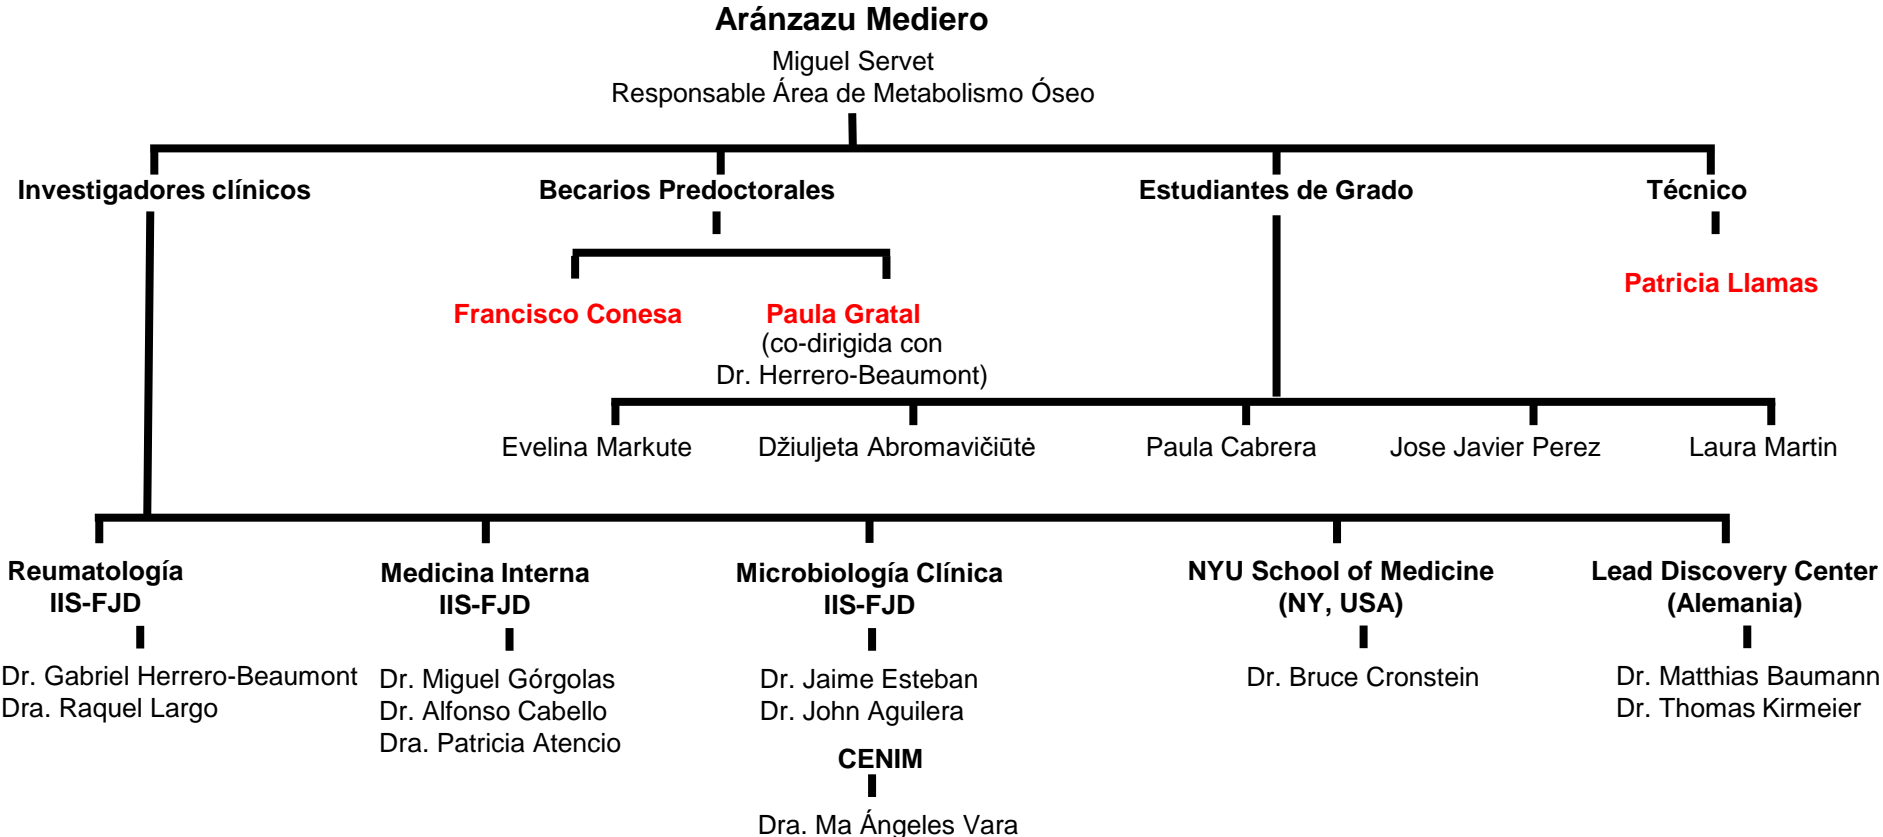 Aránzazu Mediero
Miguel Servet
Responsable Área de Metabolismo Óseo
Investigadores clínicos
Becarios Predoctorales
Estudiantes de Grado
Técnico
Francisco Conesa
Paula Gratal
(co-dirigida con
Dr. Herrero-Beaumont)
Patricia Llamas
Evelina Markute
Džiuljeta Abromavičiūtė
Paula Cabrera
Jose Javier Perez
Laura Martin
Reumatología
IIS-FJD
Dr. Gabriel Herrero-Beaumont
Dra. Raquel Largo
Medicina Interna
IIS-FJD
Dr. Miguel Górgolas
Dr. Alfonso Cabello
Dra. Patricia Atencio
Microbiología Clínica
IIS-FJD
Dr. Jaime Esteban
Dr. John Aguilera
CENIM
Dra. Ma Ángeles Vara
NYU School of Medicine
(NY, USA)
Dr. Bruce Cronstein
Lead Discovery Center
(Alemania)
Dr. Matthias Baumann
Dr. Thomas Kirmeier